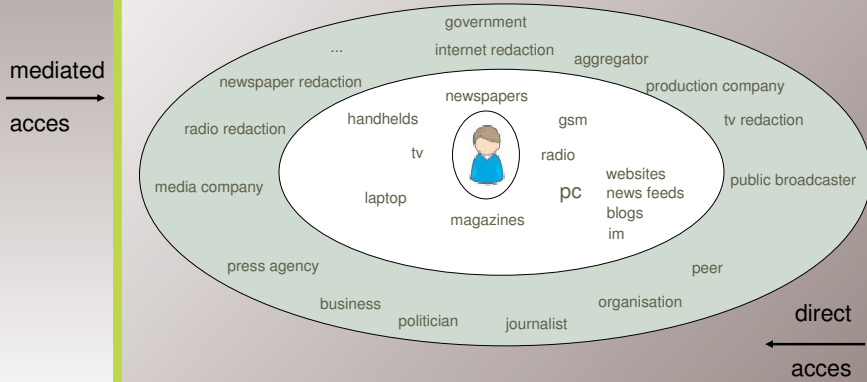 government
...
internet redaction
aggregator
mediated
newspaper redaction
production company
newspapers
acces
radio redaction
handhelds
gsm
tv redaction
tv
radio
media company
laptop
pc
websites
news feeds
blogs
im
public broadcaster
magazines
press agency
peer
business
organisation
politician
journalist
direct
acces